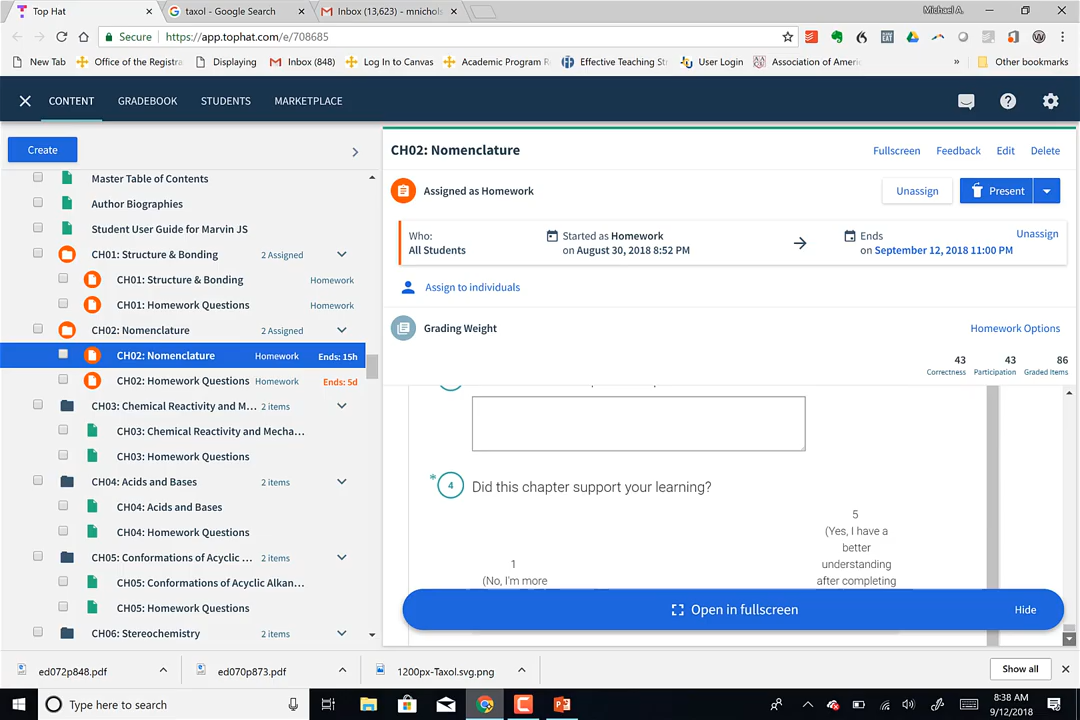 Top Hat
taxol - Google Search
Inbox (13,623) - mnichols
Michael A.
Secure
https://app.tophat.com/e/708685
New Tab
Office of the Registra
Displaying
Inbox (848)
Log In to Canvas
Academic Program R
Effective Teaching Str
User Login
Association of Ameri
»
Other bookmarks
CONTENT
GRADEBOOK
STUDENTS
MARKETPLACE
Create
Master Table of Contents
Author Biographies
Student User Guide for Marvin JS
CH01: Structure & Bonding 2 Assigned
CH01: Structure & Bonding Homework
CH01: Homework Questions Homework
CH02: Nomenclature 2 Assigned
CH02: Nomenclature Homework Ends: 15h
CH02: Homework Questions Homework Ends: 5d
CH03: Chemical Reactivity and M... 2 items
CH03: Chemical Reactivity and Mecha...
CH03: Homework Questions
CH04: Acids and Bases 2 items
CH04: Acids and Bases
CH04: Homework Questions
CH05: Conformations of Acyclic ... 2 items
CH05: Conformations of Acyclic Alkan...
CH05: Homework Questions
CH06: Stereochemistry 2 items
CH02: Nomenclature
Fullscreen
Feedback
Edit
Delete
Assigned as Homework
Unassign
Present
Who:
All Students
Started as Homework
on August 30, 2018 8:52 PM
Ends
on September 12, 2018 11:00 PM
Unassign
Assign to individuals
Grading Weight
Homework Options
43
Correctness
43
Participation
86
Graded Items
* 4 Did this chapter support your learning?
1
(No, I'm more
5
(Yes, I have a
better
understanding
after completing
Open in fullscreen
Hide
ed072p848.pdf
ed070p873.pdf
1200px-Taxol.svg.png
Show all
Type here to search
8:38 AM
9/12/2018